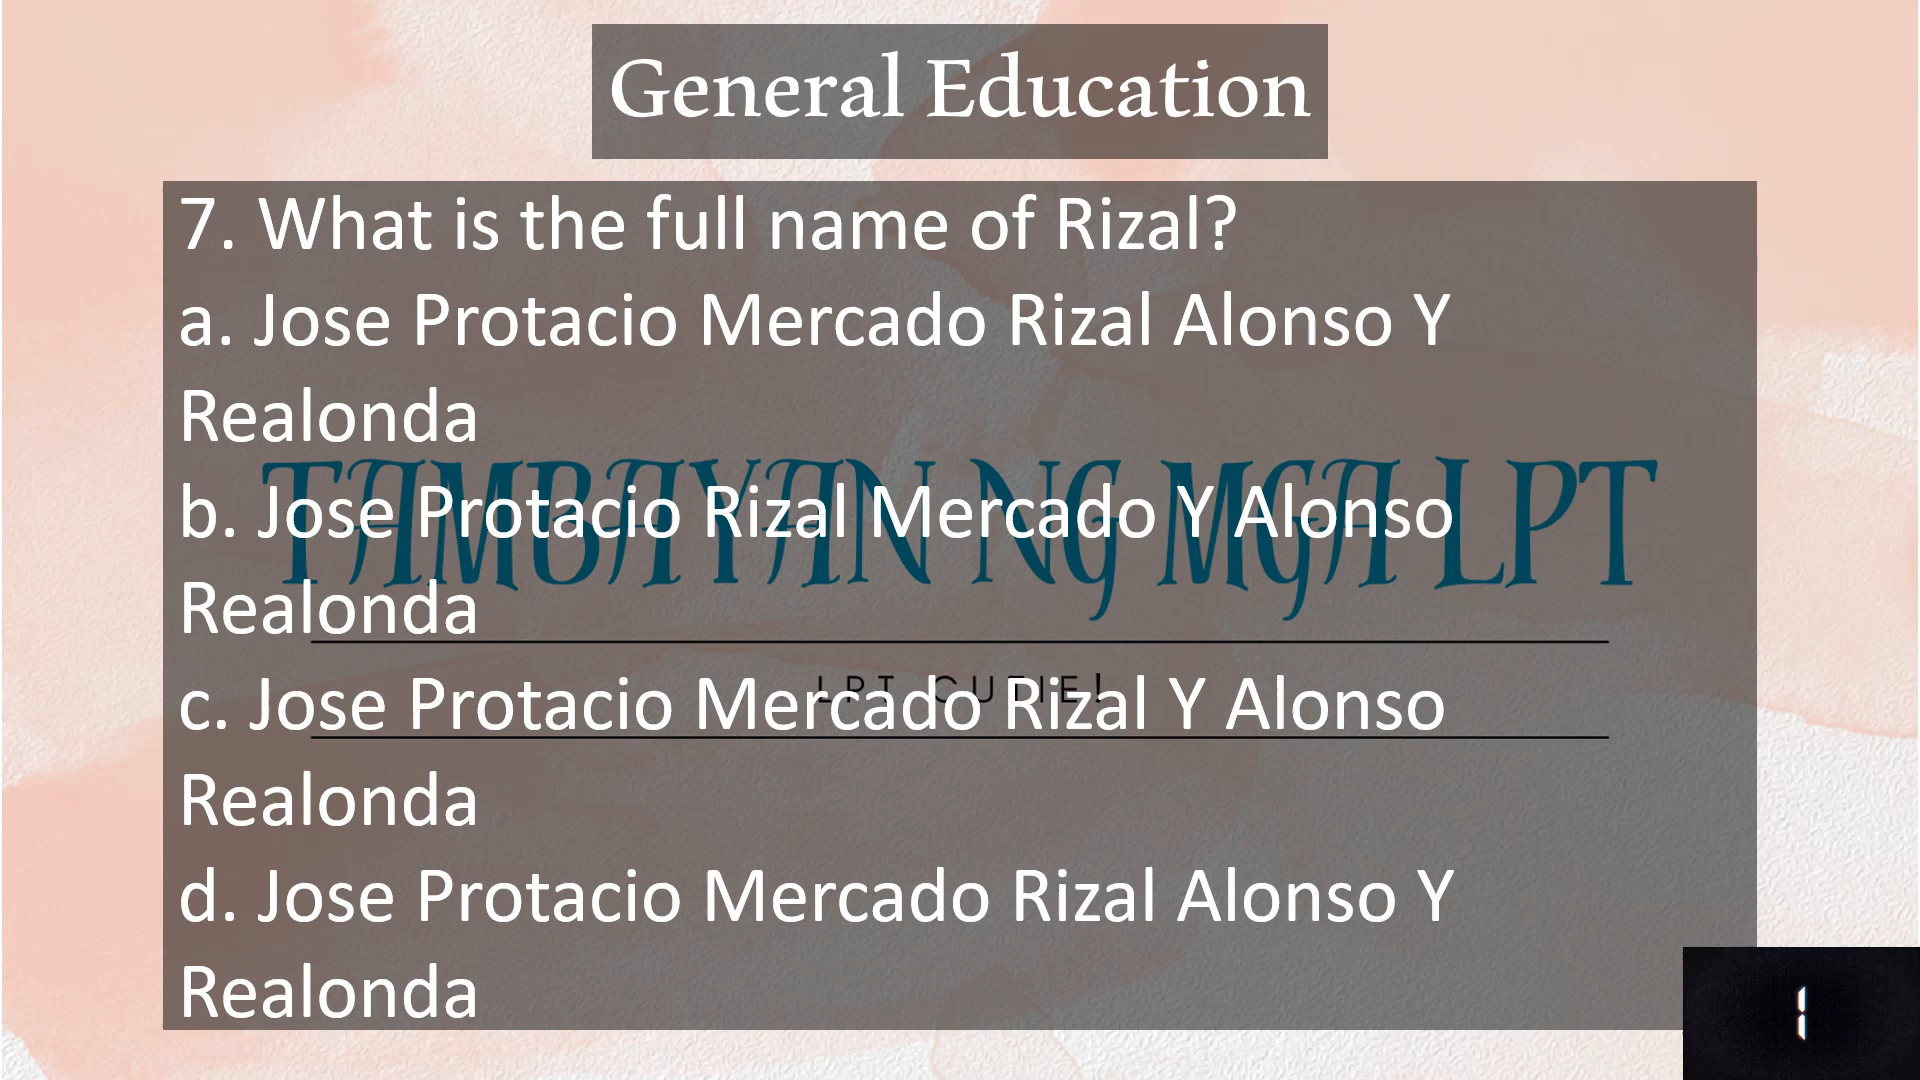 General Education
7. What is the full name of Rizal?
a. Jose Protacio Mercado Rizal Alonso Y
Realonda
b. Jose Protacio Rizal Mercado Y Alonso
Realonda
TAMBAYAN NG MGA LPT
c. Jose Protacio Mercado Rizal Y Alonso
LPT CUTIE!
Realonda
d. Jose Protacio Mercado Rizal Alonso Y
Realonda
1